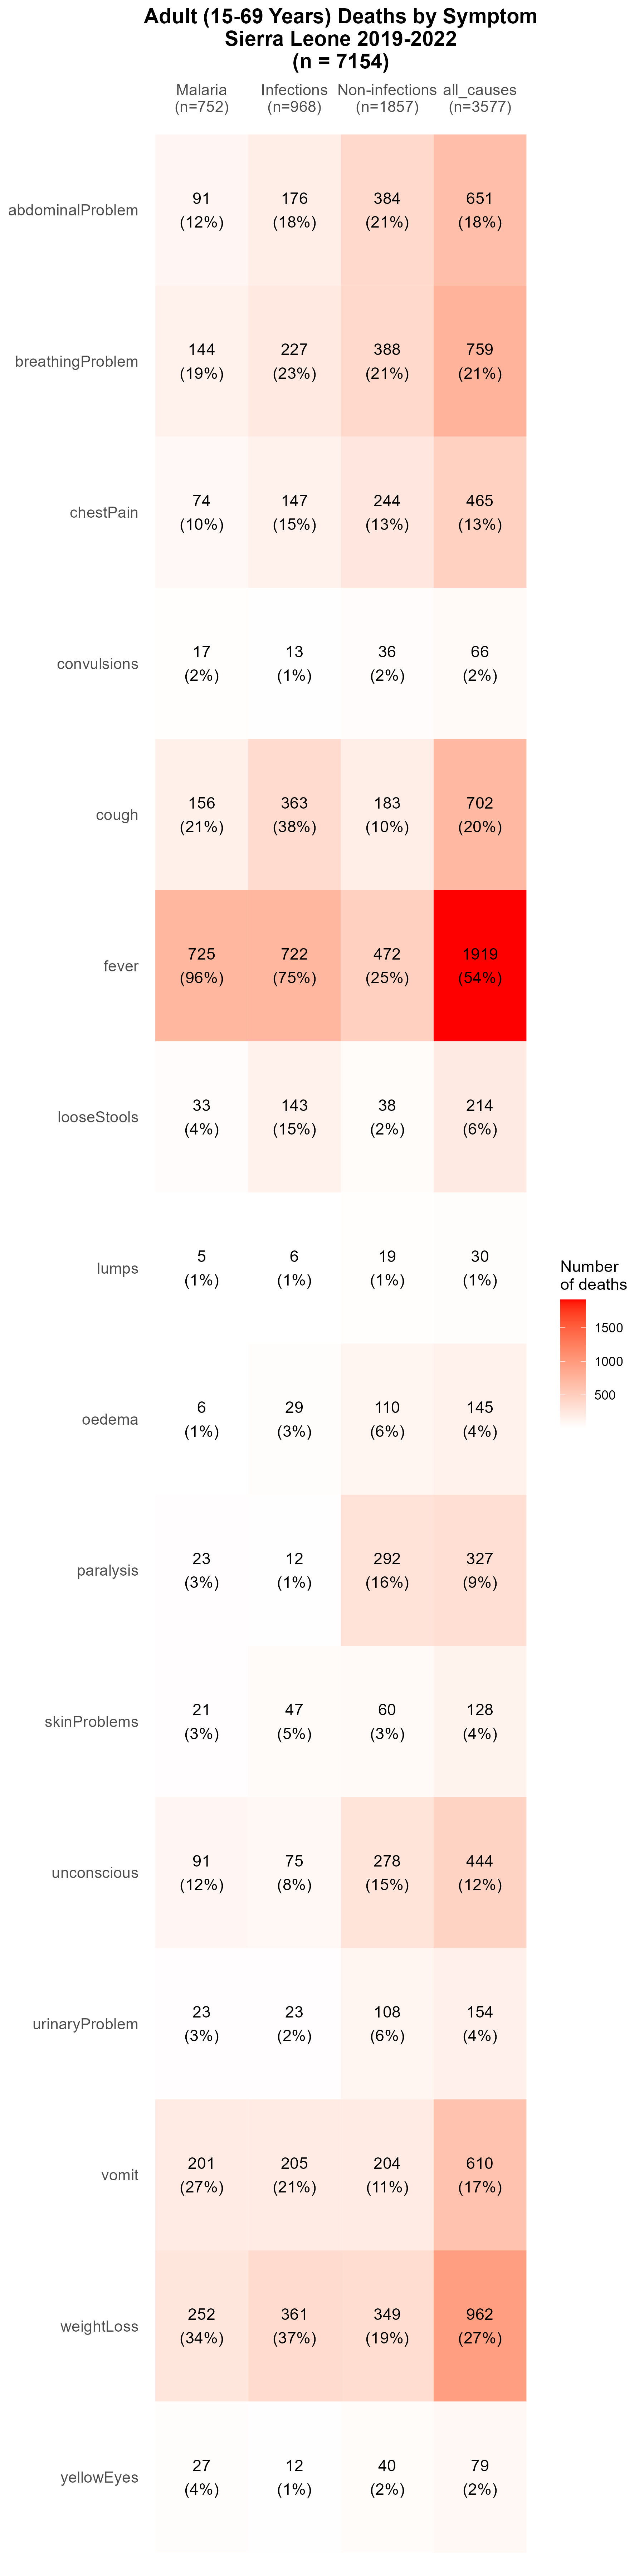 Adult (15-69 Years) Deaths by Symptom
Sierra Leone 2019-2022
(n = 7154)
Malaria Infections Non-infections all_causes
(n=752) (n=968) (n=1857) (n=3577)
abdominalProblem
91 176 384 651
(12%) (18%) (21%) (18%)
breathingProblem
144 227 388 759
(19%) (23%) (21%) (21%)
chestPain
74 147 244 465
(10%) (15%) (13%) (13%)
convulsions
17 13 36 66
(2%) (1%) (2%) (2%)
cough
156 363 183 702
(21%) (38%) (10%) (20%)
fever
725 722 472 1919
(96%) (75%) (25%) (54%)
looseStools
33 143 38 214
(4%) (15%) (2%) (6%)
lumps
5 6 19 30
(1%) (1%) (1%) (1%)
oedema
6 29 110 145
(1%) (3%) (6%) (4%)
paralysis
23 12 292 327
(3%) (1%) (16%) (9%)
skinProblems
21 47 60 128
(3%) (5%) (3%) (4%)
unconscious
91 75 278 444
(12%) (8%) (15%) (12%)
urinaryProblem
23 23 108 154
(3%) (2%) (6%) (4%)
vomit
201 205 204 610
(27%) (21%) (11%) (17%)
weightLoss
252 361 349 962
(34%) (37%) (19%) (27%)
yellowEyes
27 12 40 79
(4%) (1%) (2%) (2%)
Number
of deaths
1500
1000
500